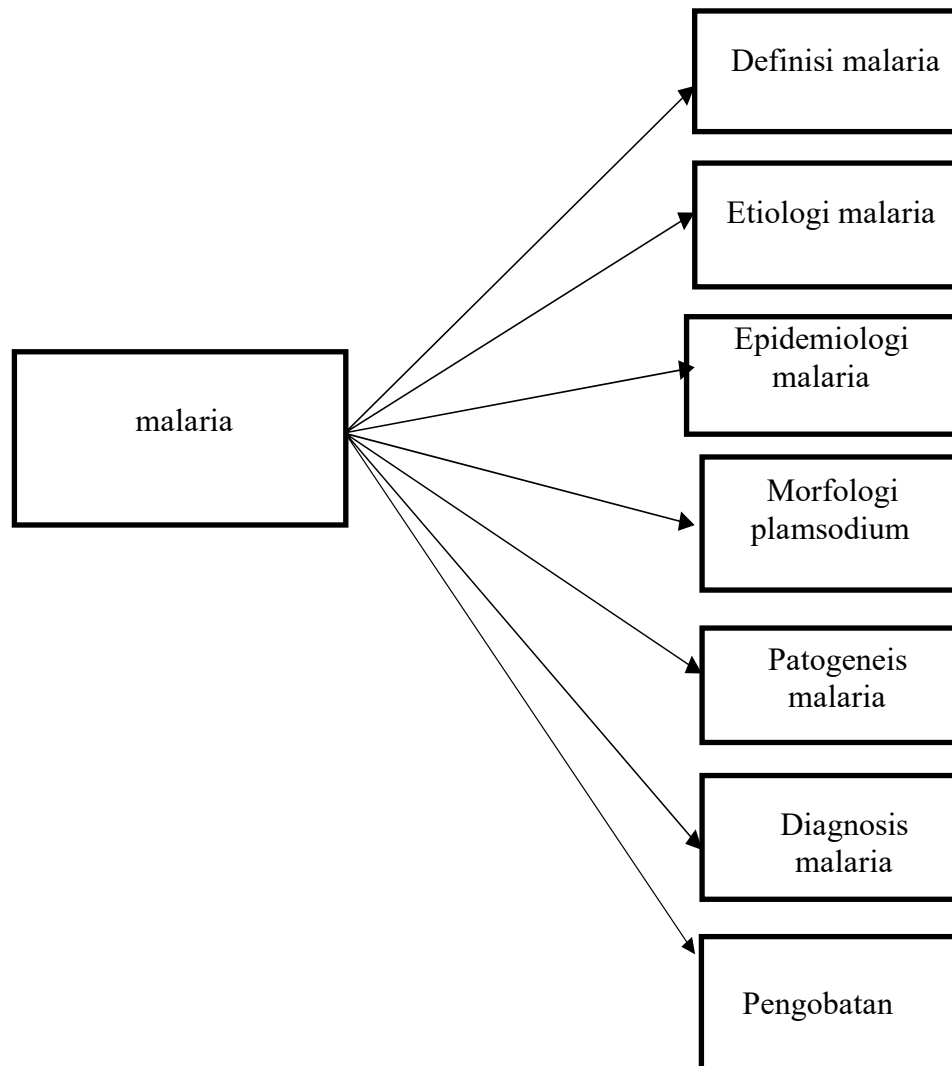 Definisi malaria
Etiologi malaria
Epidemiologi
malaria
malaria
Morfologi
plamsodium
Patogeneis
malaria
Diagnosis
malaria
Pengobatan